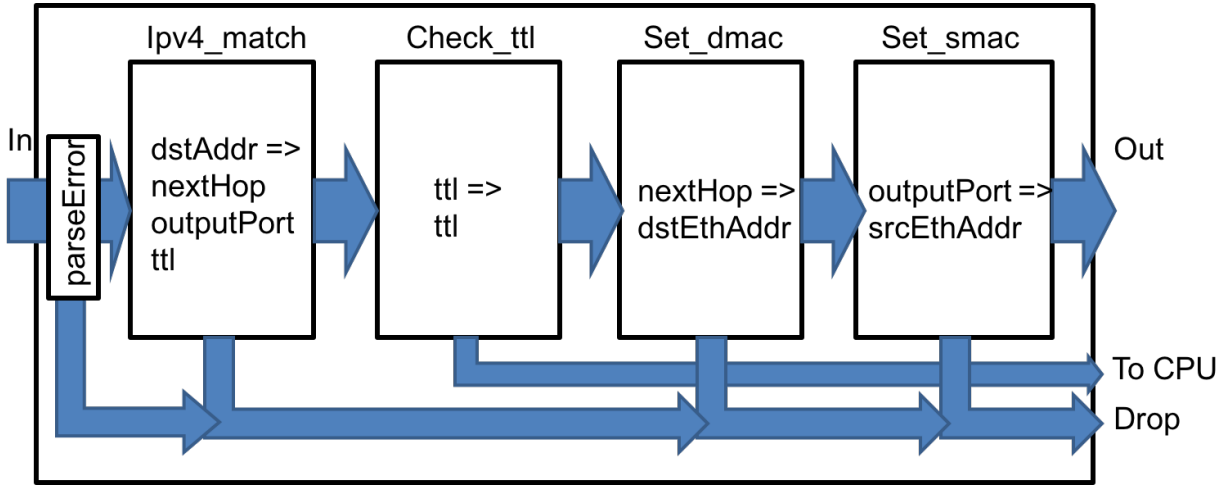 Ipv4_match
Check_ttl
Set_dmac
Set_smac
In
parseError
dstAddr =>
nextHop
outputPort
ttl
ttl =>
ttl
nextHop =>
dstEthAddr
outputPort =>
srcEthAddr
Out
To CPU
Drop